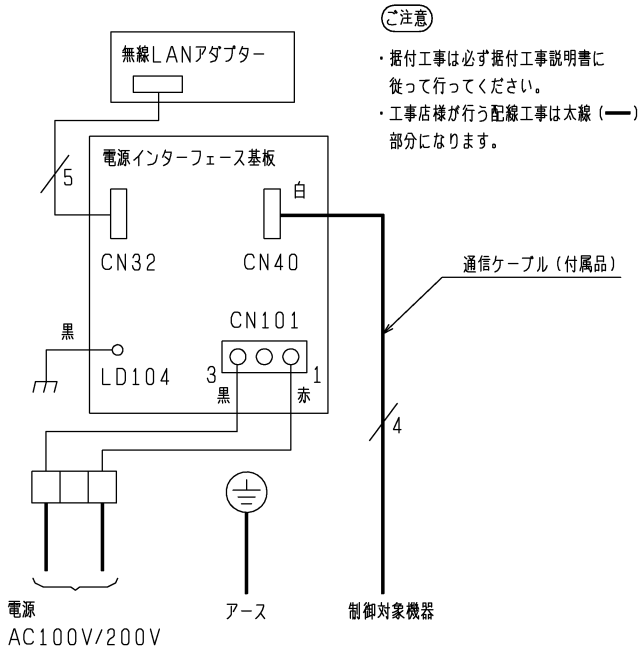 ご注意
・据付工事は必ず据付工事説明書に
従って行ってください。
・工事店様が行う配線工事は太線(━━)
部分になります。
無線LANアダプター
電源インターフェース基板
5
白
CN32
CN40
通信ケーブル(付属品)
CN101
黒
LD104
3
1
黒
赤
4
電源
AC100V/200V
アース
制御対象機器